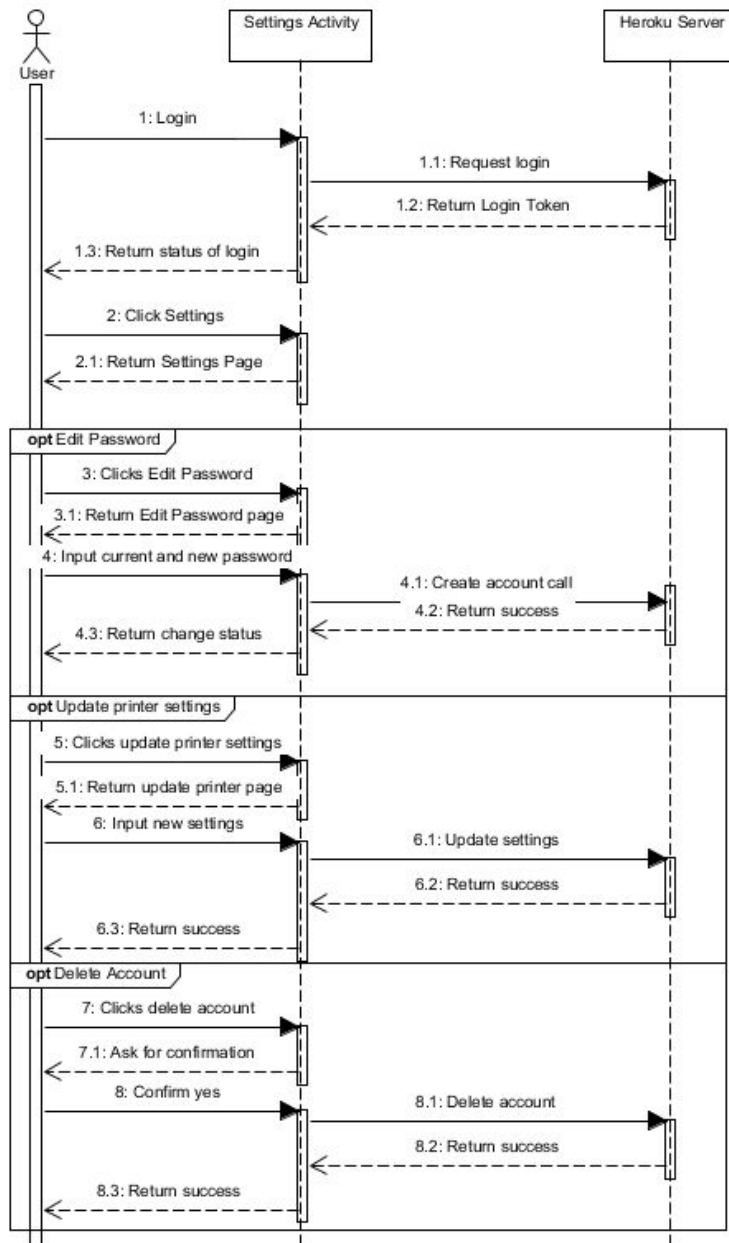 Settings Activity
Heroku Server
User
1: Login
1.1: Request login
1.2: Return Login Token
1.3: Return status of login
2: Click Settings
2.1: Return Settings Page
opt Edit Password
3: Clicks Edit Password
3.1: Return Edit Password page
4: Input current and new password
4.1: Create account call
4.2: Return success
4.3: Return change status
opt Update printer settings
5: Clicks update printer settings
5.1: Return update printer page
6: Input new settings
6.1: Update settings
6.2: Return success
6.3: Return success
opt Delete Account
7: Clicks delete account
7.1: Ask for confirmation
8: Confirm yes
8.1: Delete account
8.2: Return success
8.3: Return success